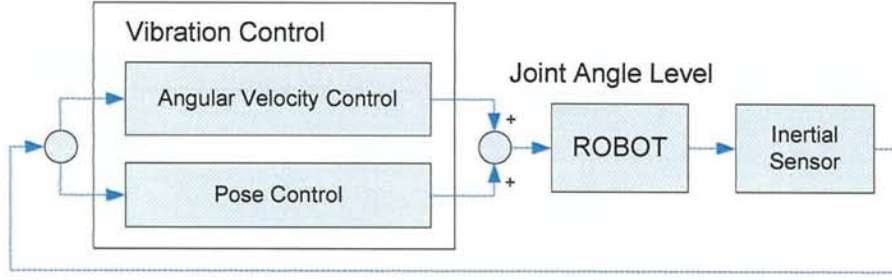 Vibration Control
Angular Velocity Control
Pose Control
+
+
Joint Angle Level
ROBOT
Inertial
Sensor